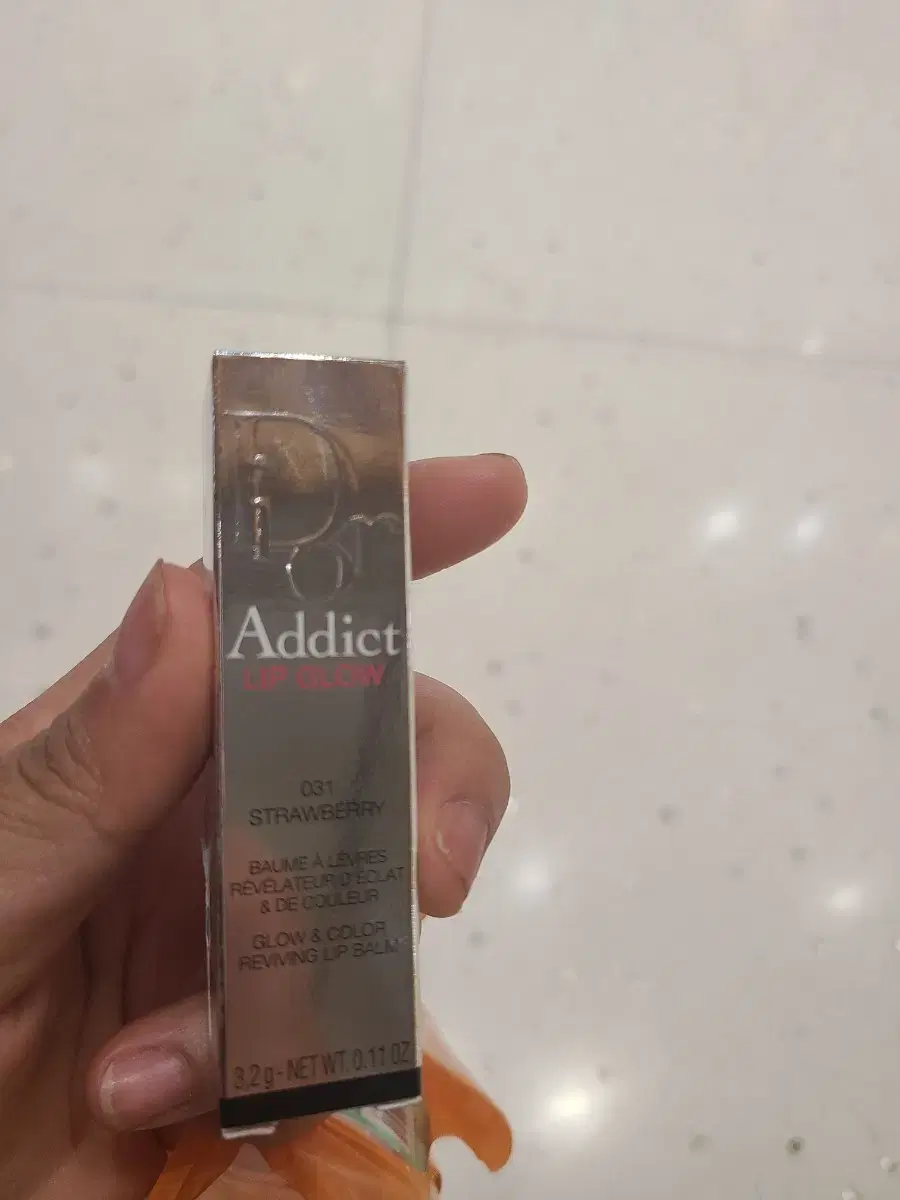 Dior
Addict
LIP GLOW
031
STRAWBERRY
BAUME À LÈVRES
RÉVÉLATEUR D'ÉCLAT
& DE COULEUR
GLOW & COLOR
REVIVING LIP BALM
3,2 g - NET WT. 0.11 OZ